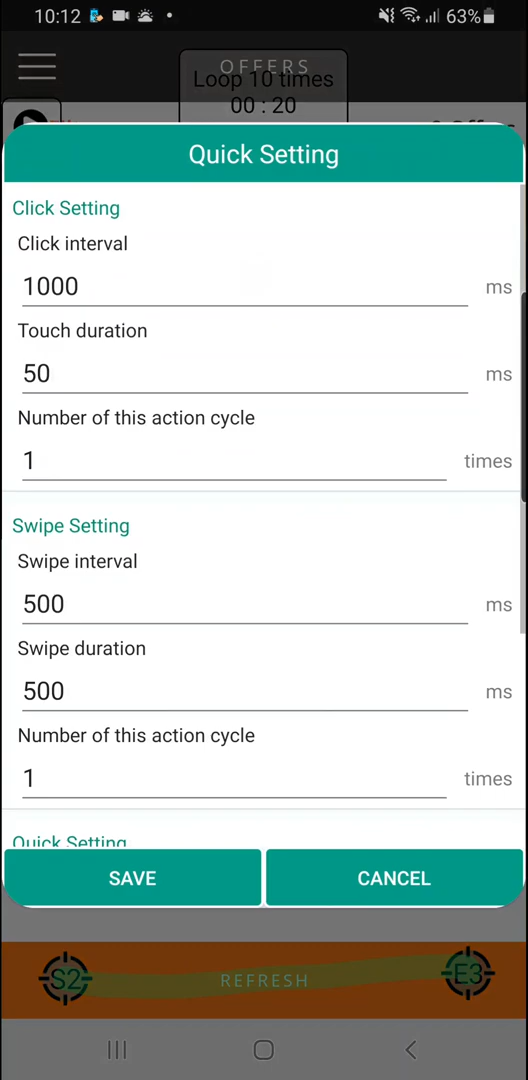 10:12 63%
OFFERS
Loop 10 times
00 : 20
Quick Setting
Click Setting
Click interval
1000 ms
Touch duration
50 ms
Number of this action cycle
1 times
Swipe Setting
Swipe interval
500 ms
Swipe duration
500 ms
Number of this action cycle
1 times
Quick Setting
SAVE CANCEL
S2 REFRESH E3